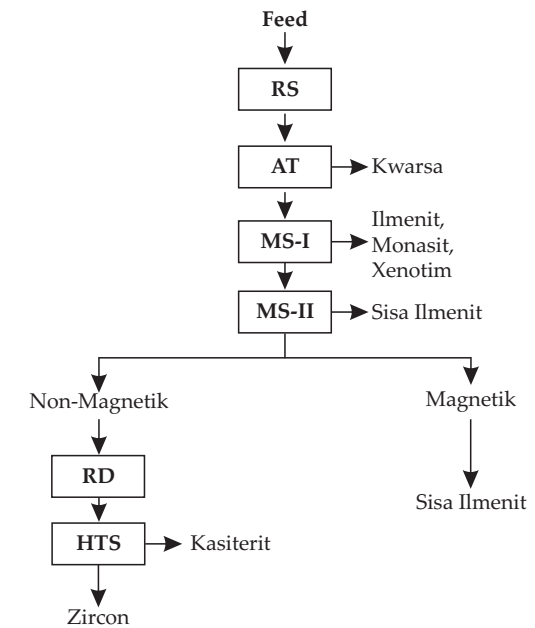 Feed
RS
AT
Kwarsa
Ilmenit,
Monasit,
Xenotim
MS-I
MS-II
Sisa Ilmenit
Non-Magnetik
Magnetik
RD
Sisa Ilmenit
HTS
Kasiterit
Zircon